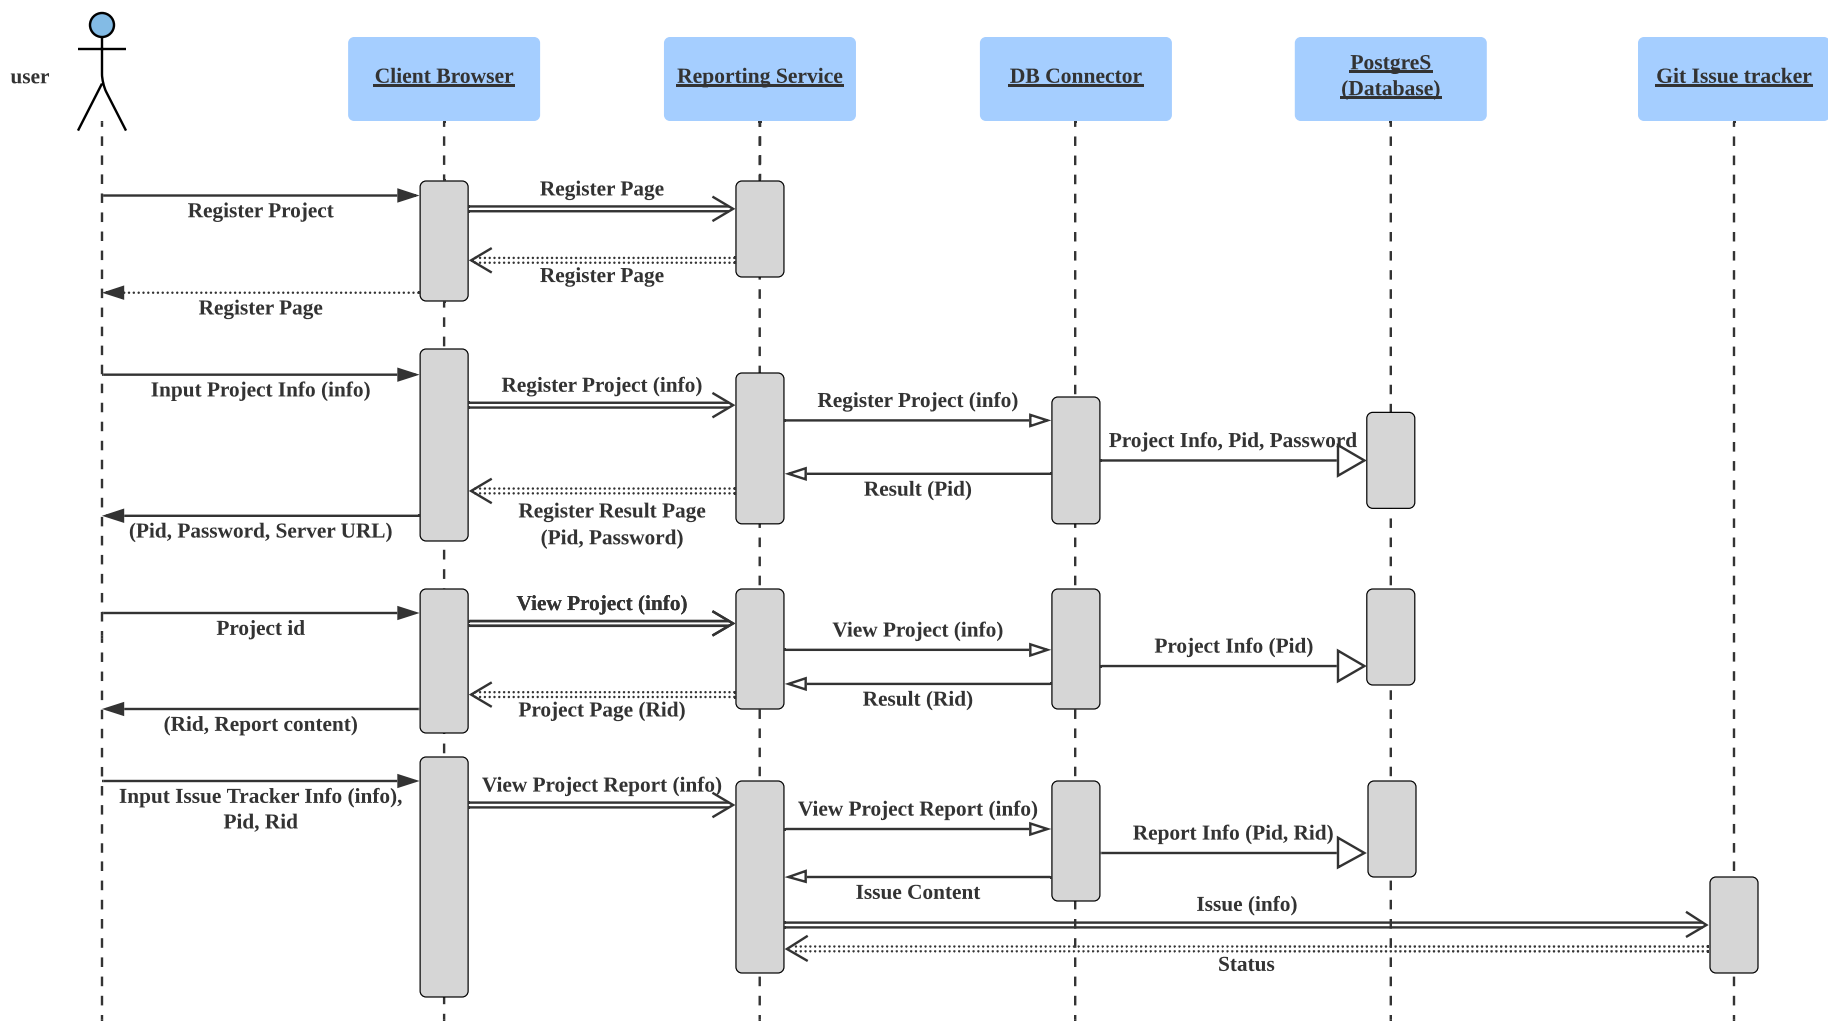 user
Client Browser
Reporting Service
DB Connector
PostgreS
(Database)
Git Issue tracker
Register Page
Register Project
Register Page
Register Page
Input Project Info (info)
Register Project (info)
Register Project (info)
Project Info, Pid, Password
Result (Pid)
Register Result Page
(Pid, Password)
(Pid, Password, Server URL)
View Project (info)
Project id
View Project (info)
Project Info (Pid)
Result (Rid)
Project Page (Rid)
(Rid, Report content)
View Project Report (info)
Input Issue Tracker Info (info),
Pid, Rid
View Project Report (info)
Report Info (Pid, Rid)
Issue Content
Issue (info)
Status